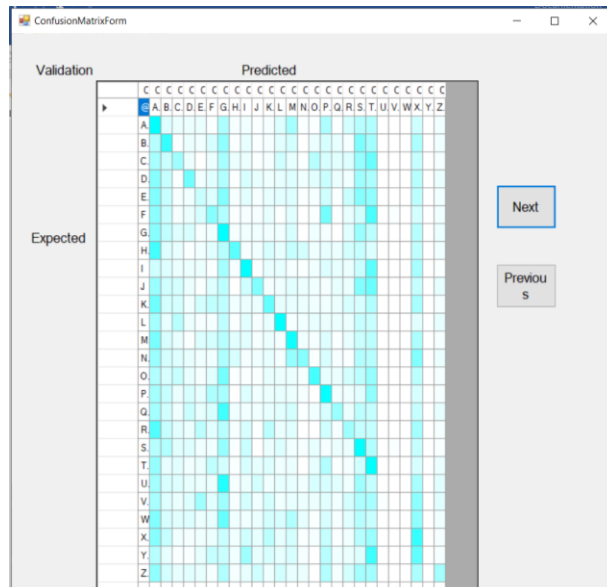 ConfusionMatrixForm
Validation
Predicted
C C C C C C C C C C C C C C C C C C C C C C C C C C
@ A. B. C. D. E. F G. H. I J K. L M N. O. P. Q. R. S. T. U. V. W X. Y. Z.
A.
B.
C.
D.
E.
F
Next
Expected
G.
H.
I
J
Previou
s
K.
L
M
N.
O.
P.
Q.
R.
S.
T.
U.
V.
W
X.
Y.
Z.